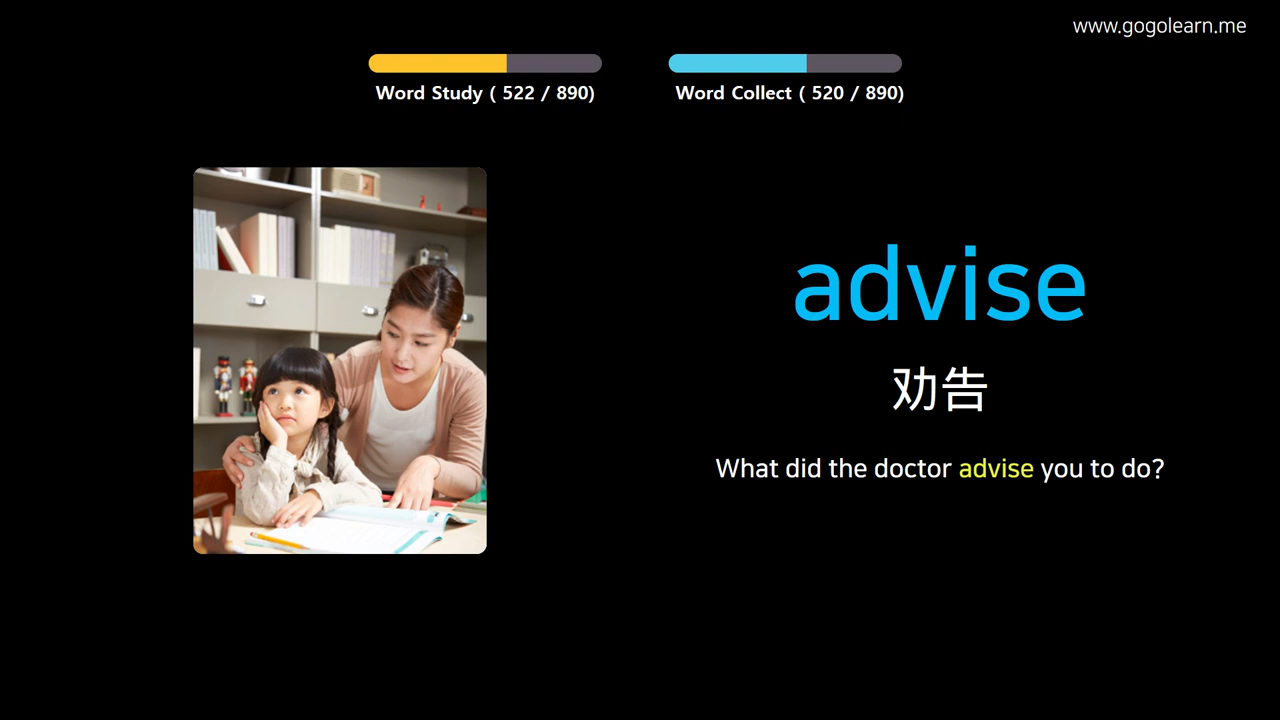 www.gogolearn.me
Word Study ( 522 / 890)
Word Collect ( 520 / 890)
advise
劝告
What did the doctor advise you to do?